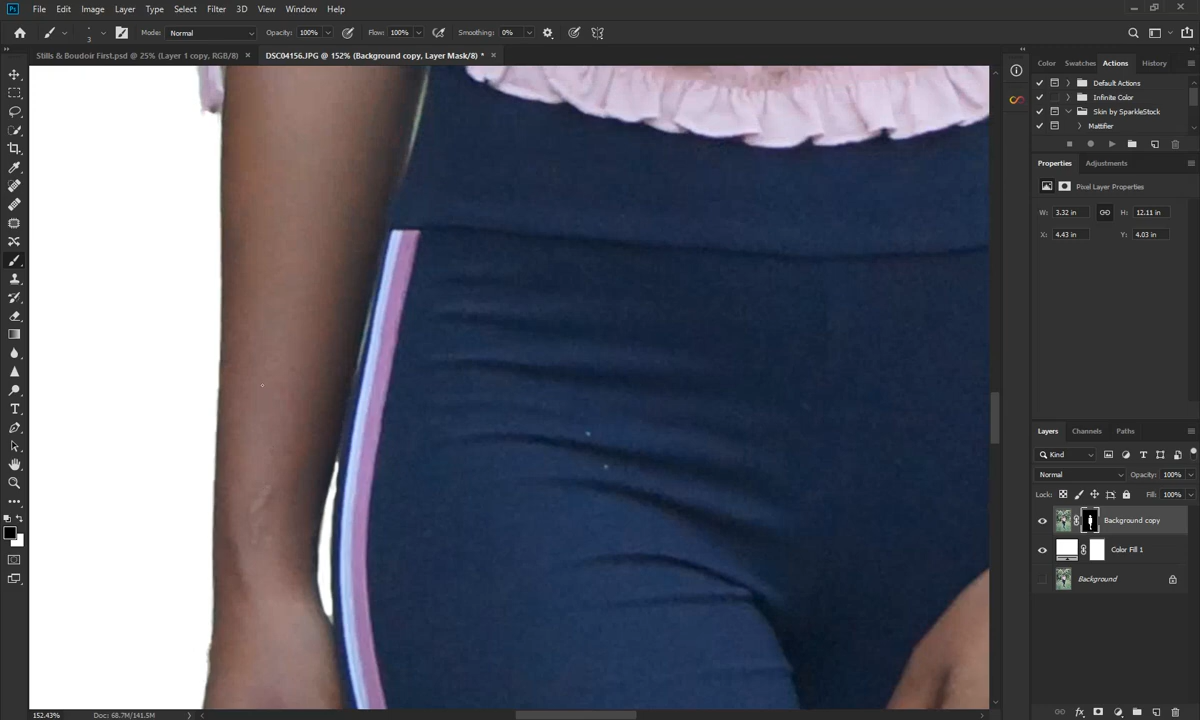 Ps File Edit Image Layer Type Select Filter 3D View Window Help
3 Mode: Normal Opacity: 100% Flow: 100% Smoothing: 0%
Stills & Boudoir First.psd @ 25% (Layer 1 copy, RGB/8) × DSC04156.JPG @ 152% (Background copy, Layer Mask/8) * ×
Color Swatches Actions History
Default Actions
Infinite Color
Skin by SparkleStock
Mattifier
Properties Adjustments
Pixel Layer Properties
W: 3.32 in H: 12.11 in
X: 4.43 in Y: 4.03 in
Layers Channels Paths
Kind
Normal Opacity: 100%
Lock: Fill: 100%
Background copy
Color Fill 1
Background
fx
152.43% Doc: 68.7M/141.5M